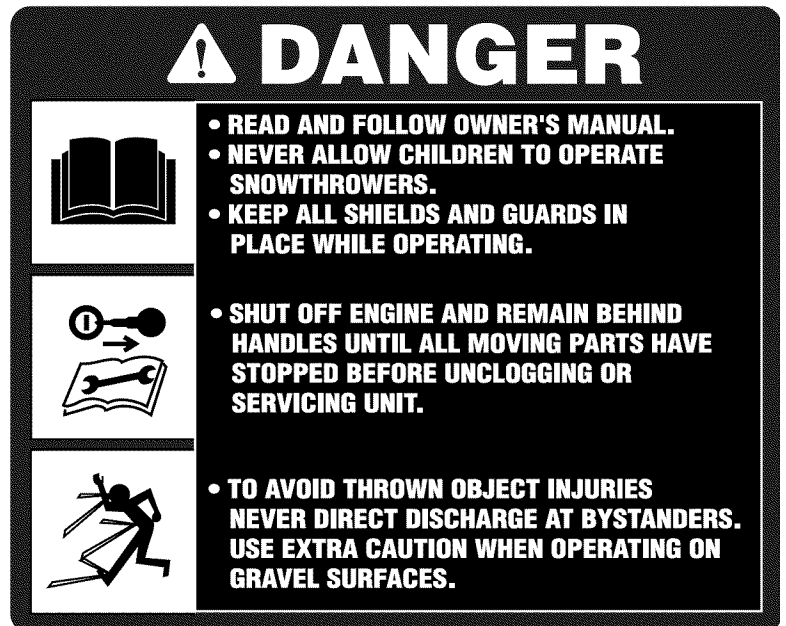 DANGER
• READ AND FOLLOW OWNER'S MANUAL.
• NEVER ALLOW CHILDREN TO OPERATE
SNOWTHROWERS.
• KEEP ALL SHIELDS AND GUARDS IN
PLACE WHILE OPERATING.
• SHUT OFF ENGINE AND REMAIN BEHIND
HANDLES UNTIL ALL MOVING PARTS HAVE
STOPPED BEFORE UNCLOGGING OR
SERVICING UNIT.
• TO AVOID THROWN OBJECT INJURIES
NEVER DIRECT DISCHARGE AT BYSTANDERS.
USE EXTRA CAUTION WHEN OPERATING ON
GRAVEL SURFACES.